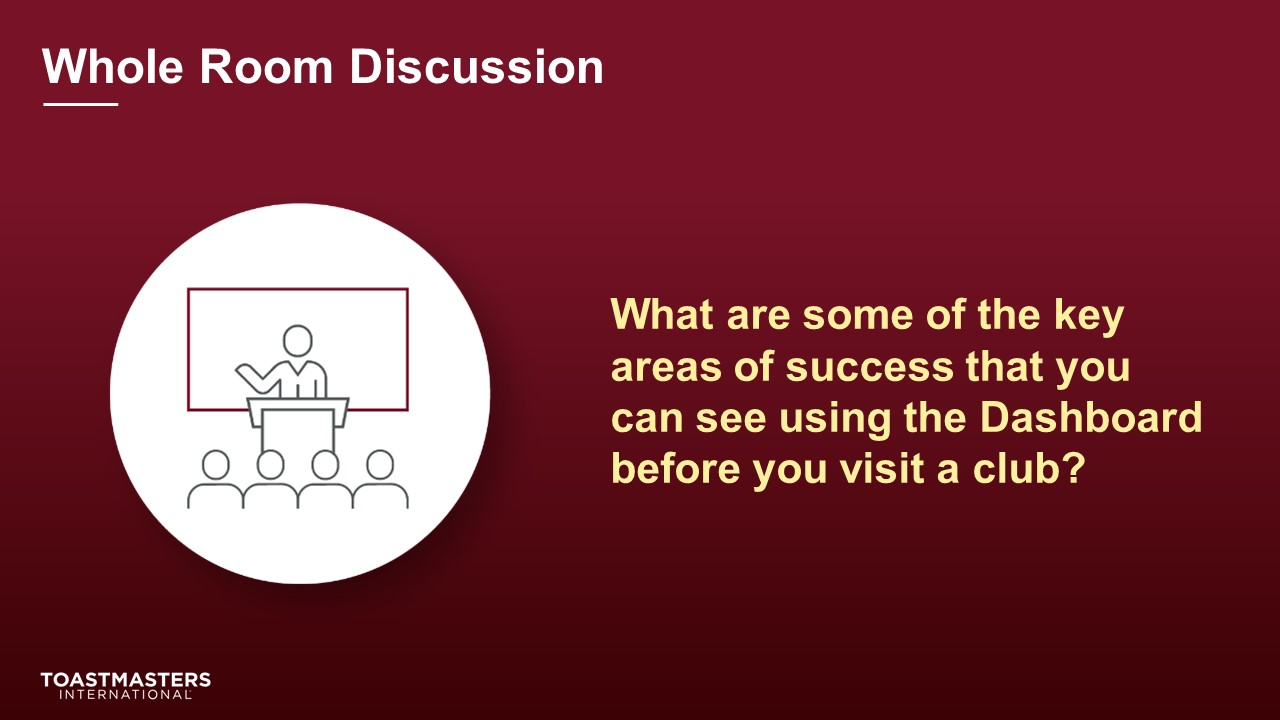 Whole Room Discussion
What are some of the key
areas of success that you
can see using the Dashboard
before you visit a club?
TOASTMASTERS
INTERNATIONAL